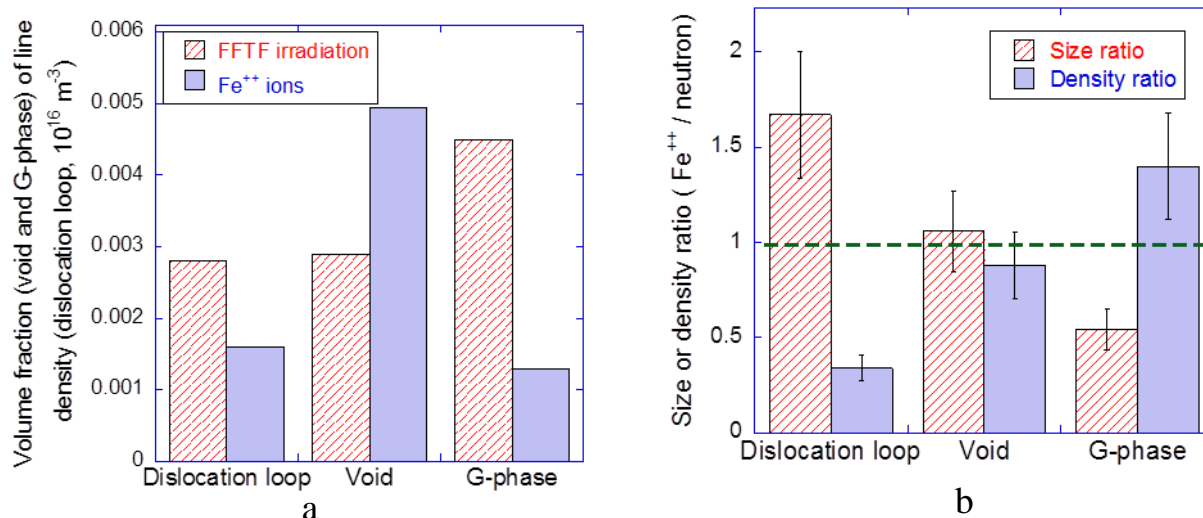 Volume fraction (void and G-phase) of line
density (dislocation loop, 10¹⁶ m⁻³)
0.006
0.005
0.004
0.003
0.002
0.001
0
FFTF irradiation
Fe⁺⁺ ions
Dislocation loop Void G-phase
a
Size or density ratio ( Fe⁺⁺ / neutron)
2
1.5
1
0.5
0
Size ratio
Density ratio
Dislocation loop Void G-phase
b